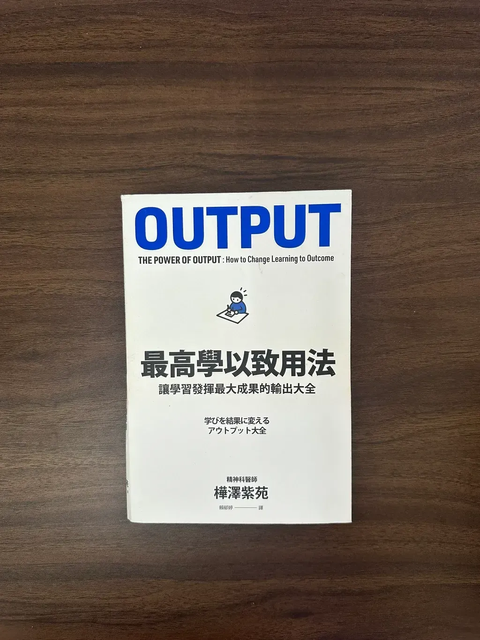 OUTPUT
THE POWER OF OUTPUT : How to Change Learning to Outcome
最高學以致用法
讓學習發揮最大成果的輸出大全
学びを結果に変える
アウトプット大全
精神科醫師
樺澤紫苑
譯